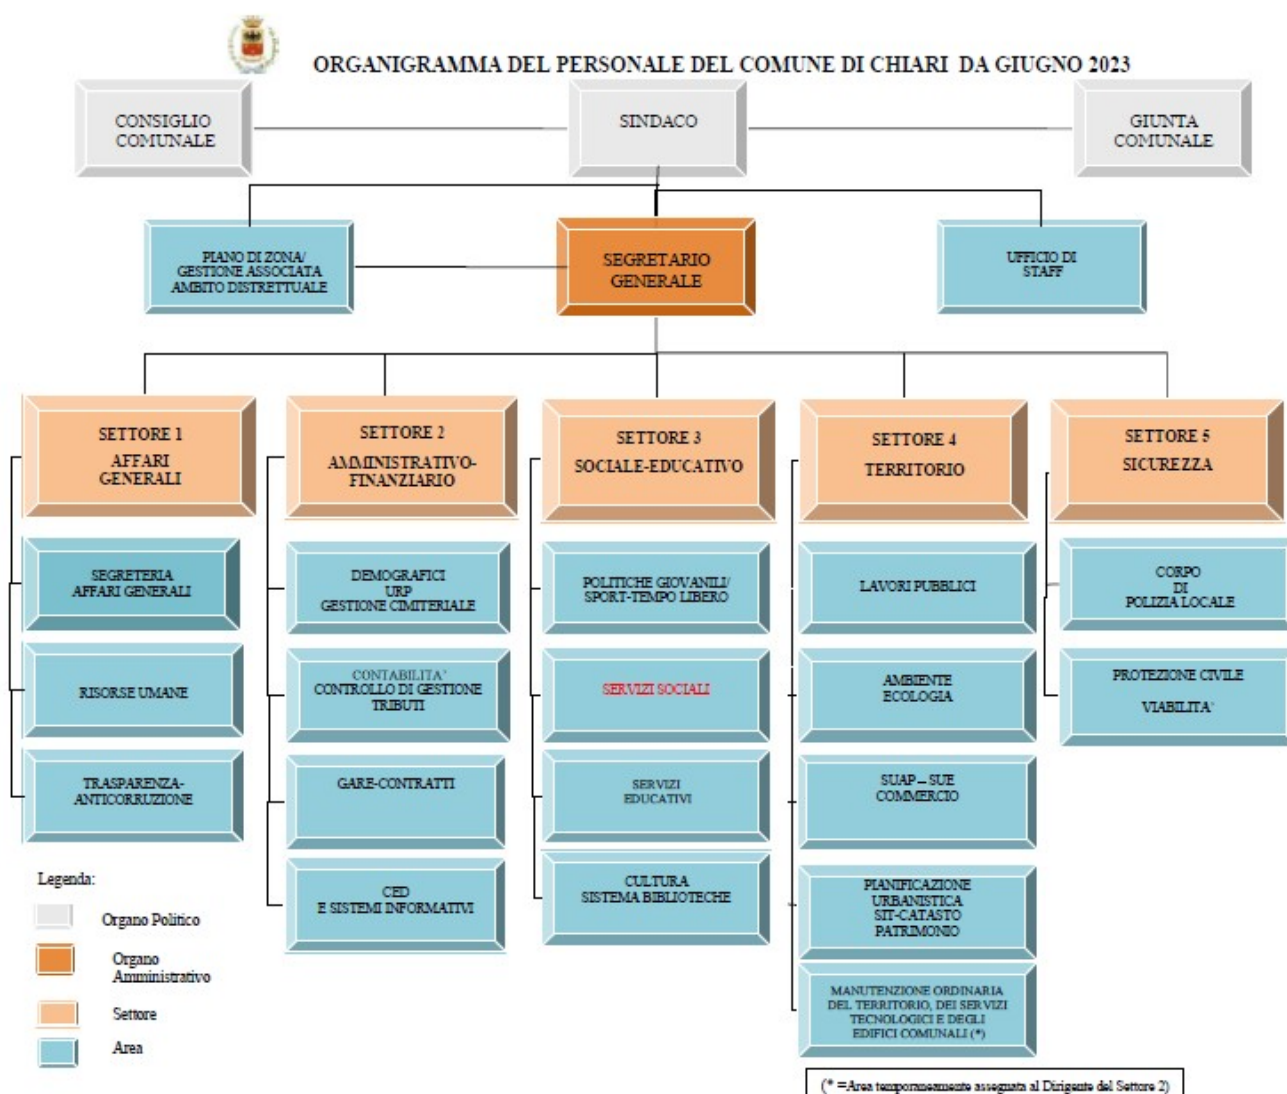 ORGANIGRAMMA DEL PERSONALE DEL COMUNE DI CHIARI DA GIUGNO 2023
CONSIGLIO
COMUNALE
SINDACO
GIUNTA
COMUNALE
PIANO DI ZONA/
GESTIONE ASSOCIATA
AMBITO DISTRETTUALE
SEGRETARIO
GENERALE
UFFICIO DI
STAFF
SETTORE 1
AFFARI
GENERALI
SETTORE 2
AMMINISTRATIVO-
FINANZIARIO
SETTORE 3
SOCIALE-EDUCATIVO
SETTORE 4
TERRITORIO
SETTORE 5
SICUREZZA
SEGRETERIA
AFFARI GENERALI
RISORSE UMANE
TRASPARENZA-
ANTICORRUZIONE
DEMOGRAFICI
URP
GESTIONE CIMITERIALE
CONTABILITA'
CONTROLLO DI GESTIONE
TRIBUTI
GARE-CONTRATTI
CED
E SISTEMI INFORMATIVI
POLITICHE GIOVANILI/
SPORT-TEMPO LIBERO
SERVIZI SOCIALI
SERVIZI
EDUCATIVI
CULTURA
SISTEMA BIBLIOTECHE
LAVORI PUBBLICI
AMBIENTE
ECOLOGIA
SUAP – SUE
COMMERCIO
PIANIFICAZIONE
URBANISTICA
SIT-CATASTO
PATRIMONIO
MANUTENZIONE ORDINARIA
DEL TERRITORIO, DEI SERVIZI
TECNOLOGICI E DEGLI
EDIFICI COMUNALI (*)
CORPO
DI
POLIZIA LOCALE
PROTEZIONE CIVILE
VIABILITA'
Legenda:
Organo Politico
Organo
Amministrativo
Settore
Area
(* =Area temporaneamente assegnata al Dirigente del Settore 2)